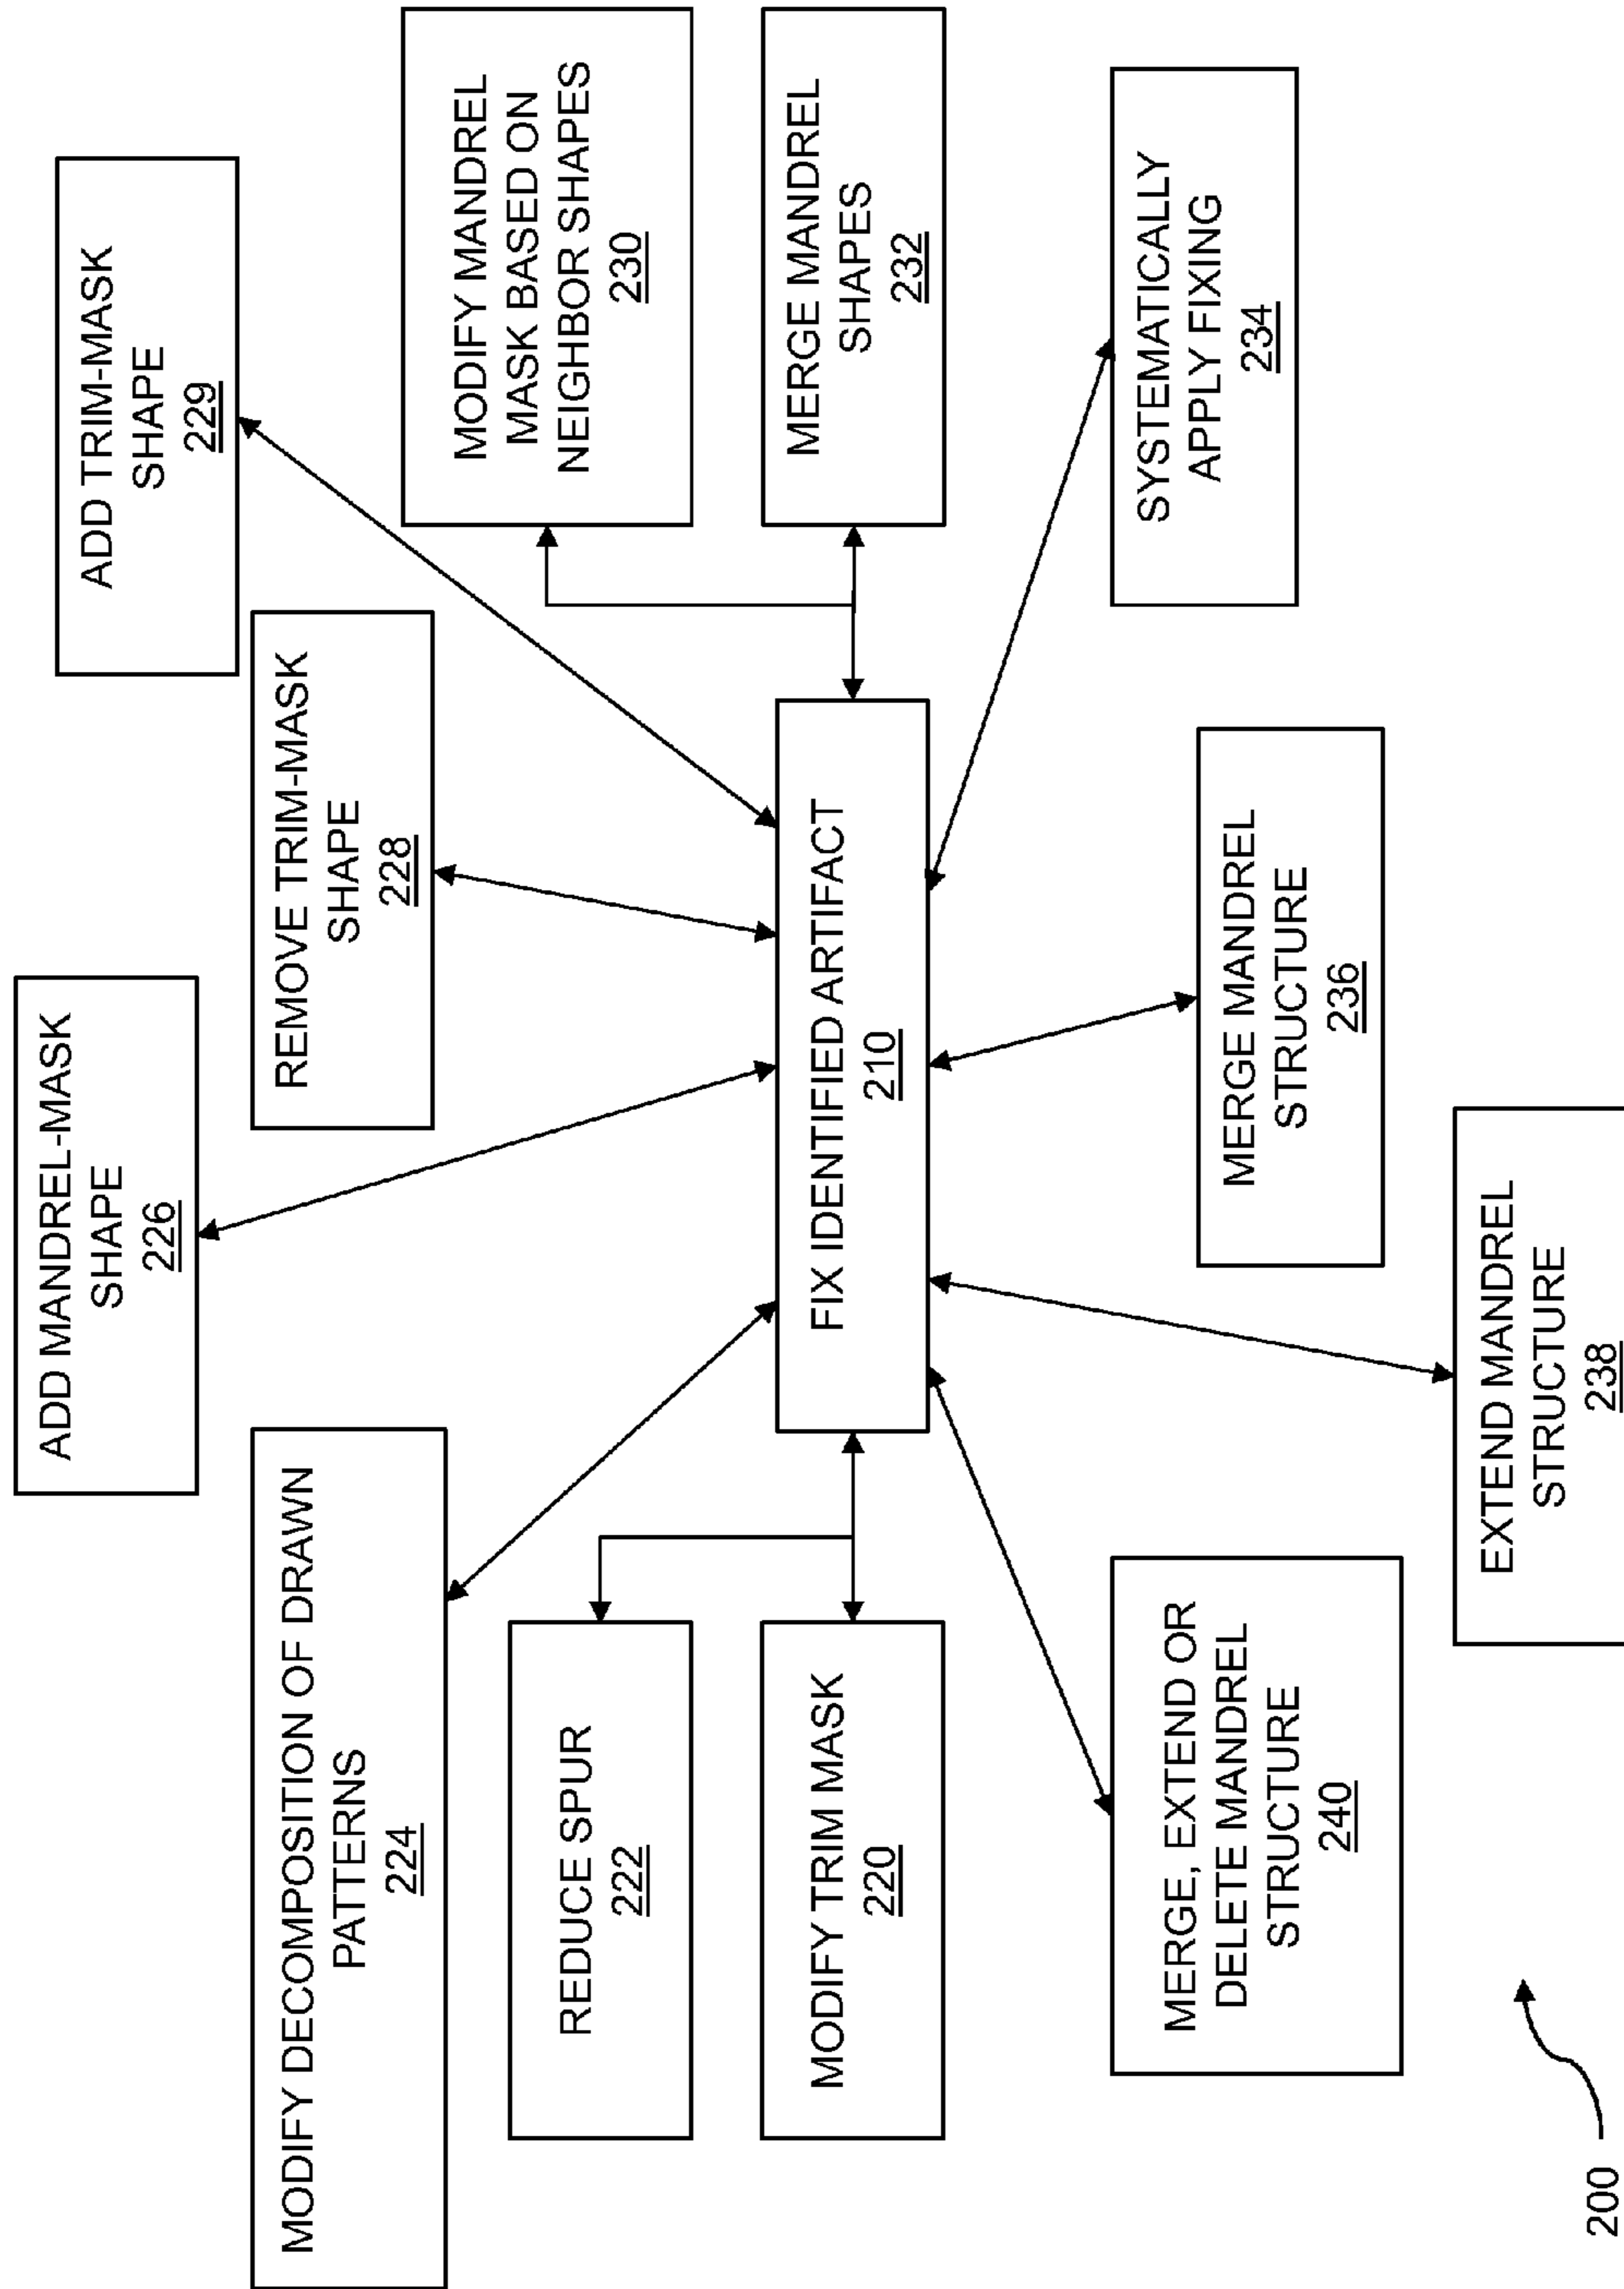 ADD MANDREL-MASK
SHAPE
226
ADD TRIM-MASK
SHAPE
229
MODIFY DECOMPOSITION OF DRAWN
PATTERNS
224
REMOVE TRIM-MASK
SHAPE
228
MODIFY MANDREL
MASK BASED ON
NEIGHBOR SHAPES
230
REDUCE SPUR
222
MODIFY TRIM MASK
220
FIX IDENTIFIED ARTIFACT
210
MERGE MANDREL
SHAPES
232
MERGE, EXTEND OR
DELETE MANDREL
STRUCTURE
240
MERGE MANDREL
STRUCTURE
236
SYSTEMATICALLY
APPLY FIXING
234
EXTEND MANDREL
STRUCTURE
238
200